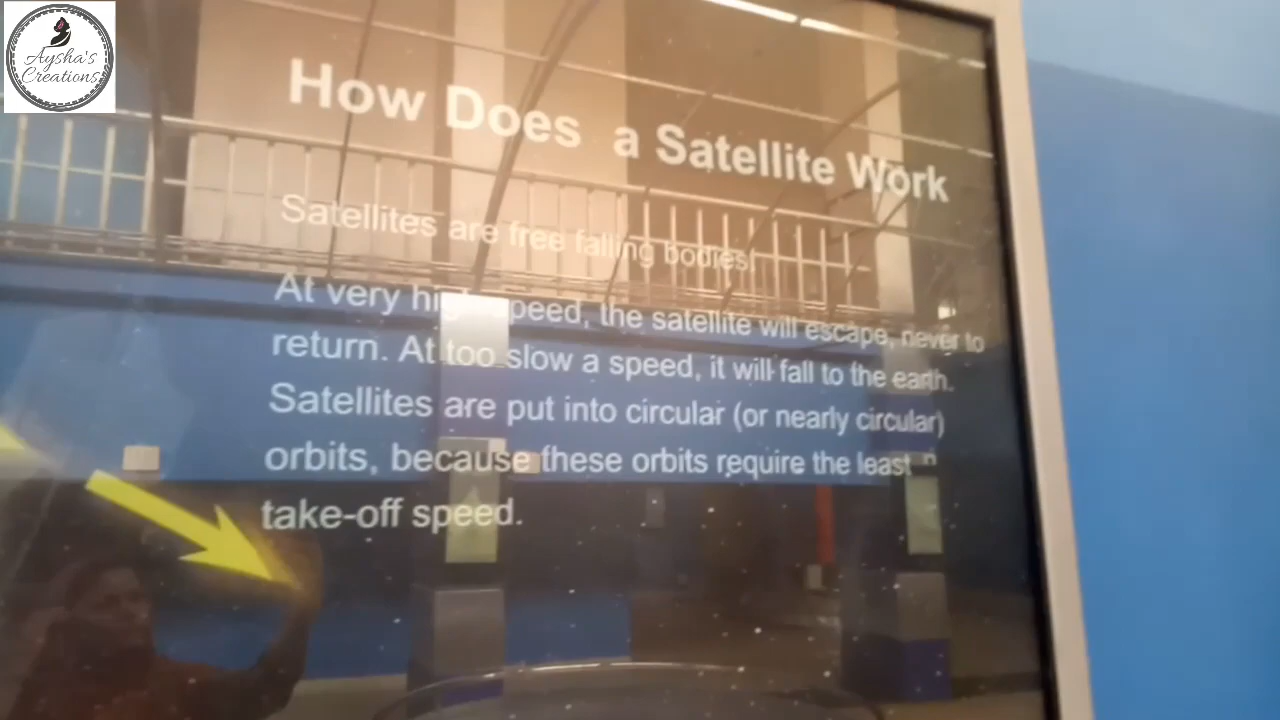 Aysha's
Creations
How Does a Satellite Work
Satellites are free falling bodies!
At very high speed, the satellite will escape, never to
return. At too slow a speed, it will fall to the earth.
Satellites are put into circular (or nearly circular)
orbits, because these orbits require the least
take-off speed.